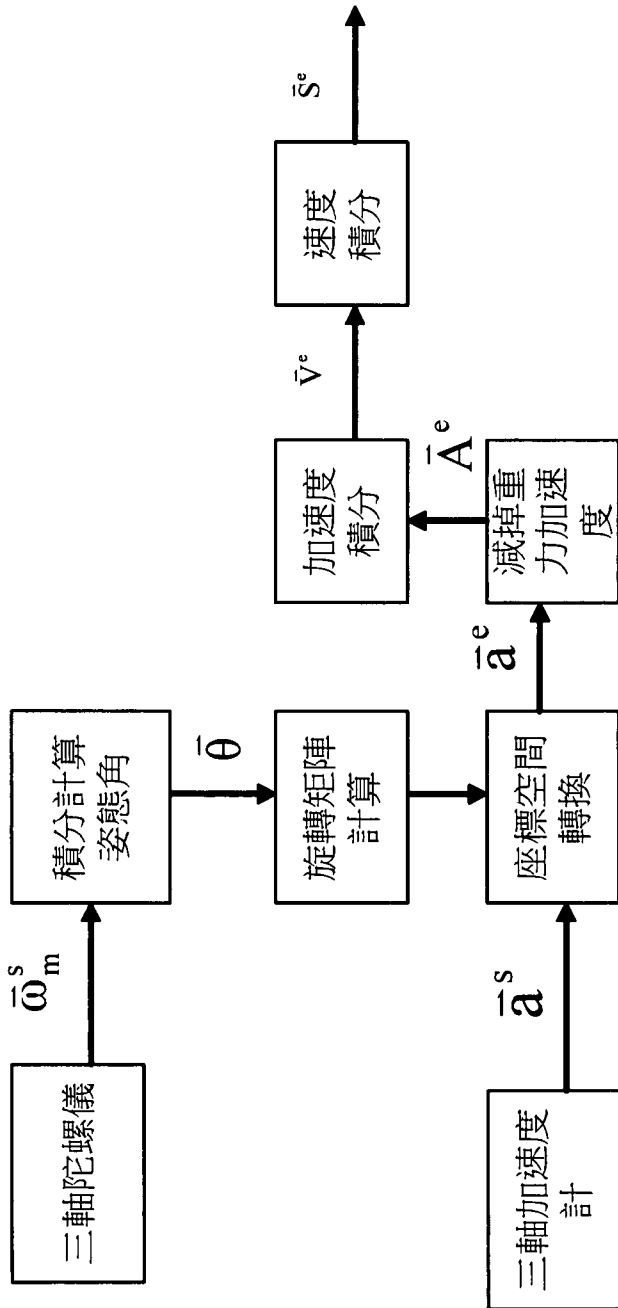 三軸陀螺儀
ω̄ₘˢ
積分計算
姿態角
θ̄
旋轉矩陣
計算
三軸加速度
計
āˢ
座標空間
轉換
āᵉ
減掉重
力加速
度
Āᵉ
加速度
積分
v̄ᵉ
速度
積分
s̄ᵉ